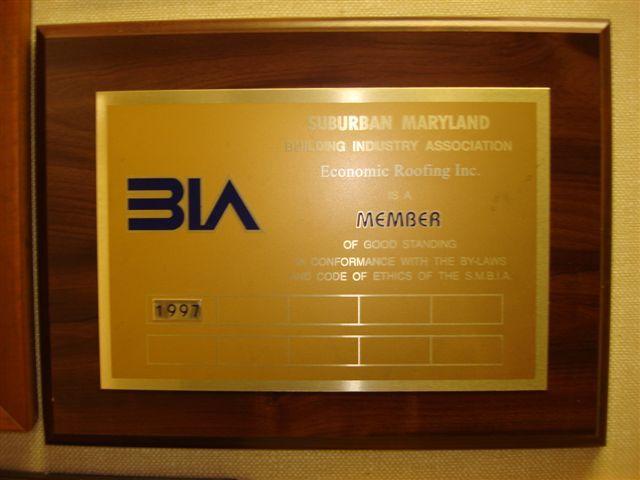 SUBURBAN MARYLAND
BUILDING INDUSTRY ASSOCIATION
Economic Roofing Inc.
IS A
BIA
MEMBER
OF GOOD STANDING
IN CONFORMANCE WITH THE BY-LAWS
AND CODE OF ETHICS OF THE S.M.B.I.A.
1997